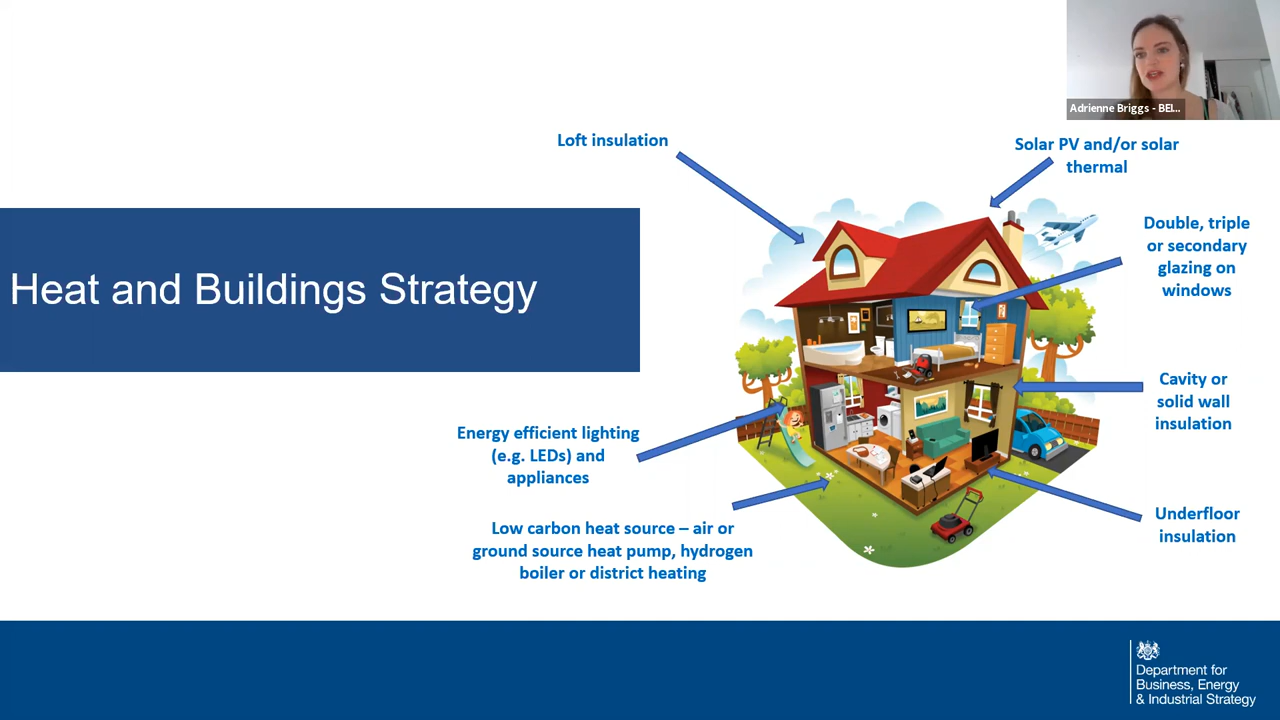 Adrienne Briggs - BEI...
Loft insulation
Solar PV and/or solar
thermal
Double, triple
or secondary
glazing on
windows
Heat and Buildings Strategy
Cavity or
solid wall
insulation
Energy efficient lighting
(e.g. LEDs) and
appliances
Low carbon heat source – air or
ground source heat pump, hydrogen
boiler or district heating
Underfloor
insulation
Department for
Business, Energy
& Industrial Strategy